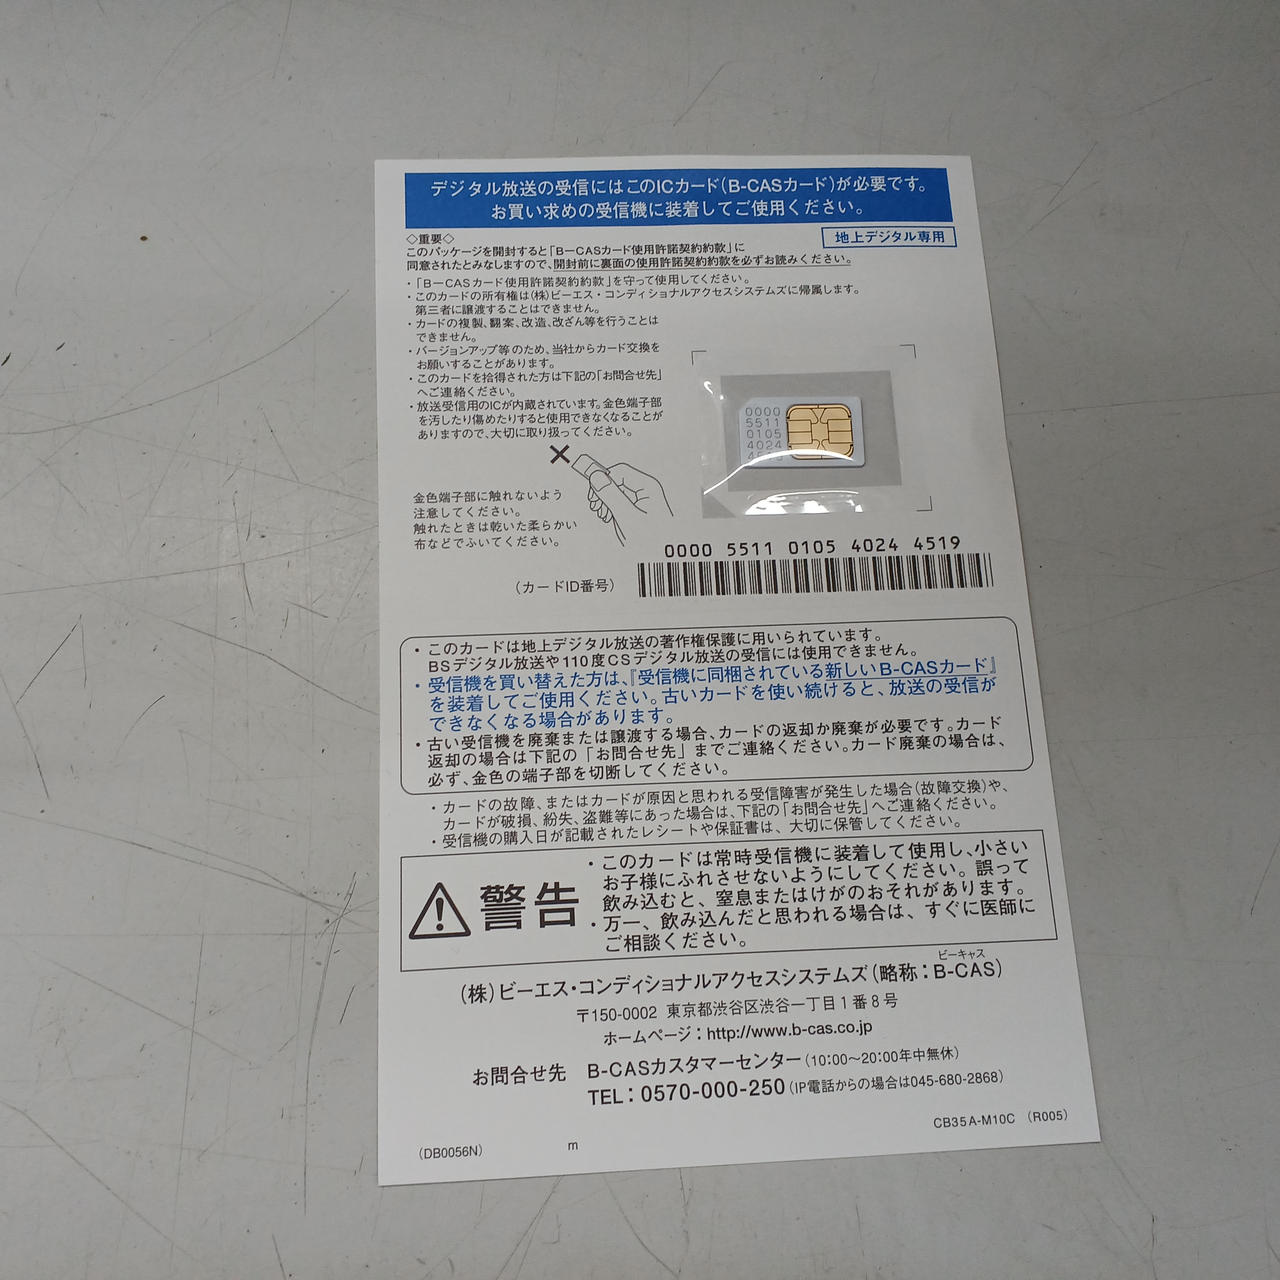 デジタル放送の受信にはこのICカード(B-CASカード)が必要です。
お買い求めの受信機に装着してご使用ください。
◇重要◇
地上デジタル専用
このパッケージを開封すると「B－CASカード使用許諾契約約款」に
同意されたとみなしますので、開封前に裏面の使用許諾契約約款を必ずお読みください。
・「B－CASカード使用許諾契約約款」を守って使用してください。
・このカードの所有権は(株)ビーエス・コンディショナルアクセスシステムズに帰属します。
第三者に譲渡することはできません。
・カードの複製、翻案、改造、改ざん等を行うことは
できません。
・バージョンアップ等のため、当社からカード交換を
お願いすることがあります。
・このカードを拾得された方は下記の「お問合せ先」
へご連絡ください。
・放送受信用のICが内蔵されています。金色端子部
を汚したり傷めたりすると使用できなくなることが
ありますので、大切に取り扱ってください。
0000
5511
0105
4024
金色端子部に触れないよう
注意してください。
触れたときは乾いた柔らかい
布などでふいてください。
0000 5511 0105 4024 4519
(カードID番号)
・このカードは地上デジタル放送の著作権保護に用いられています。
BSデジタル放送や110度CSデジタル放送の受信には使用できません。
・受信機を買い替えた方は、『受信機に同梱されている新しいB-CASカード』
を装着してご使用ください。古いカードを使い続けると、放送の受信が
できなくなる場合があります。
・古い受信機を廃棄または譲渡する場合、カードの返却か廃棄が必要です。カード
返却の場合は下記の「お問合せ先」までご連絡ください。カード廃棄の場合は、
必ず、金色の端子部を切断してください。
・カードの故障、またはカードが原因と思われる受信障害が発生した場合(故障交換)や、
カードが破損、紛失、盗難等にあった場合は、下記の「お問合せ先」へご連絡ください。
・受信機の購入日が記載されたレシートや保証書は、大切に保管してください。
警告
・このカードは常時受信機に装着して使用し、小さい
お子様にふれさせないようにしてください。誤って
飲み込むと、窒息またはけがのおそれがあります。
・万一、飲み込んだと思われる場合は、すぐに医師に
ご相談ください。
ビーキャス
(株)ビーエス・コンディショナルアクセスシステムズ(略称：B-CAS)
〒150-0002 東京都渋谷区渋谷一丁目1番8号
ホームページ：http://www.b-cas.co.jp
お問合せ先 B-CASカスタマーセンター(10:00～20:00年中無休)
TEL：0570-000-250(IP電話からの場合は045-680-2868)
CB35A-M10C (R005)
(DB0056N) m